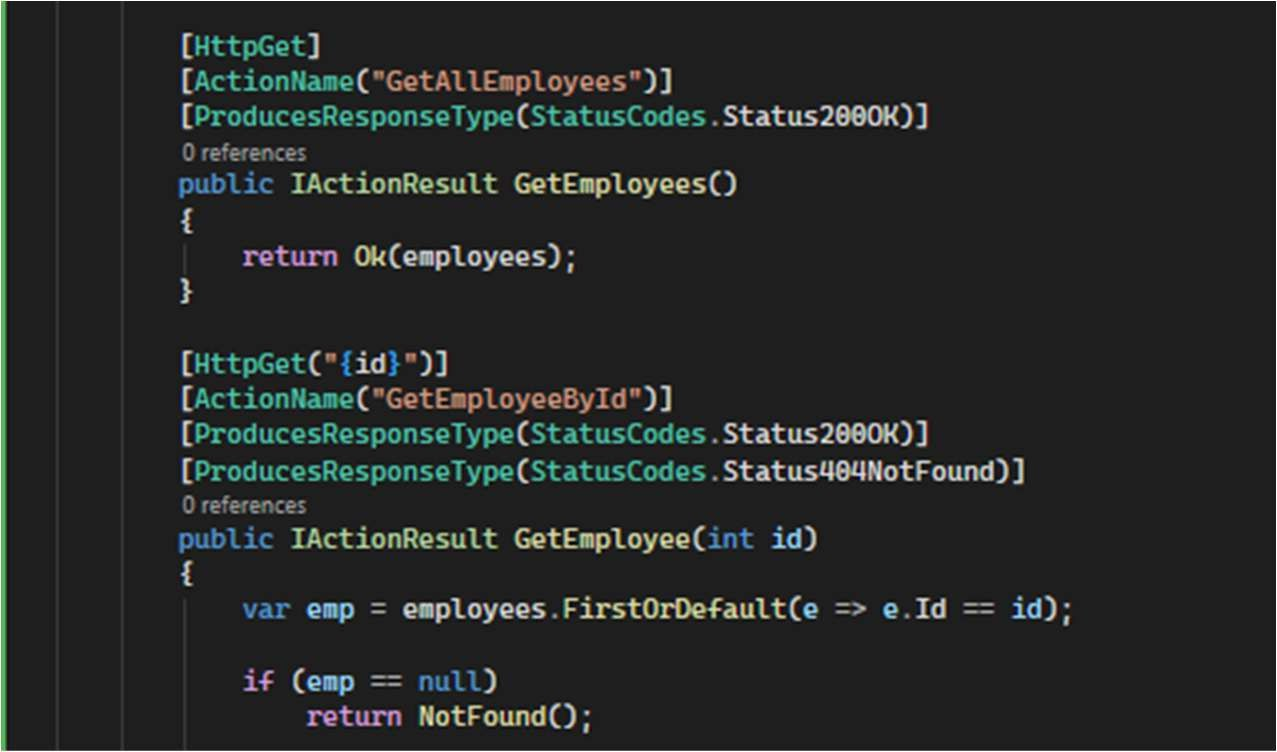 [HttpGet]
[ActionName("GetAllEmployees")]
[ProducesResponseType(StatusCodes.Status200OK)]
0 references
public IActionResult GetEmployees()
{
return Ok(employees);
}
[HttpGet("{id}")]
[ActionName("GetEmployeeById")]
[ProducesResponseType(StatusCodes.Status200OK)]
[ProducesResponseType(StatusCodes.Status404NotFound)]
0 references
public IActionResult GetEmployee(int id)
{
var emp = employees.FirstOrDefault(e => e.Id == id);
if (emp == null)
return NotFound();